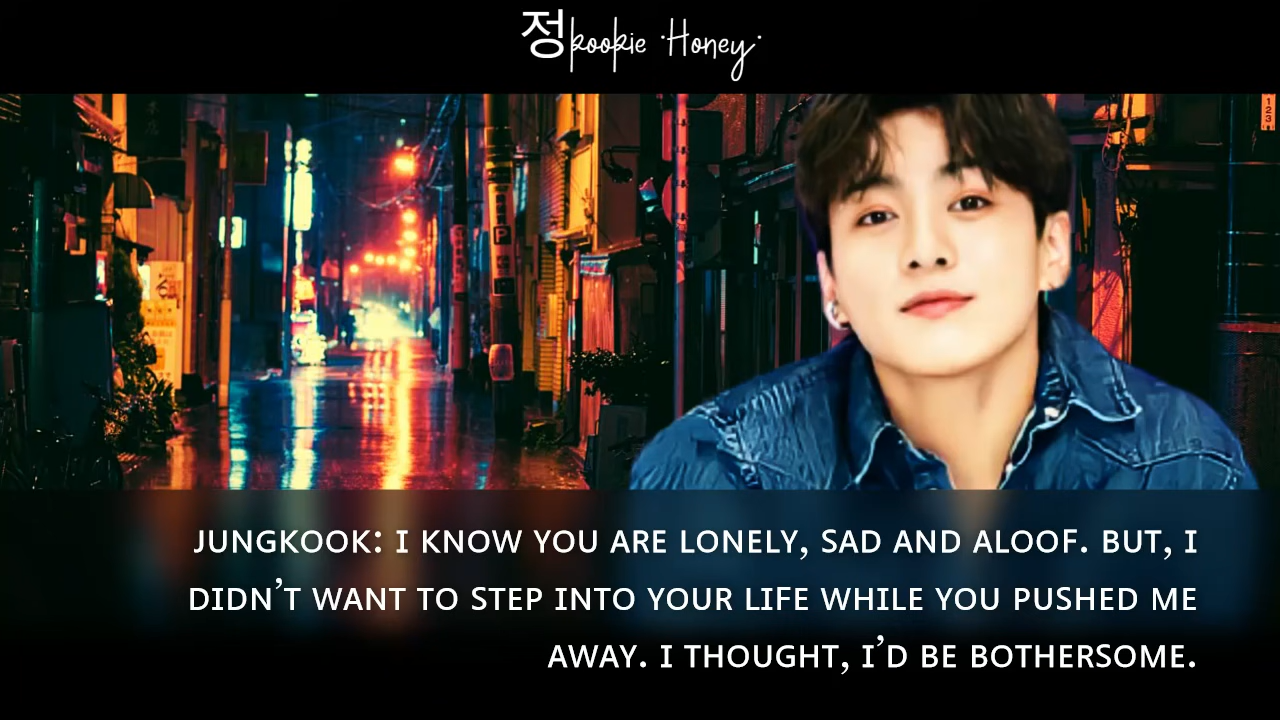 정kookie Honey
JUNGKOOK: I KNOW YOU ARE LONELY, SAD AND ALOOF. BUT, I
DIDN'T WANT TO STEP INTO YOUR LIFE WHILE YOU PUSHED ME
AWAY. I THOUGHT, I'D BE BOTHERSOME.
P
123